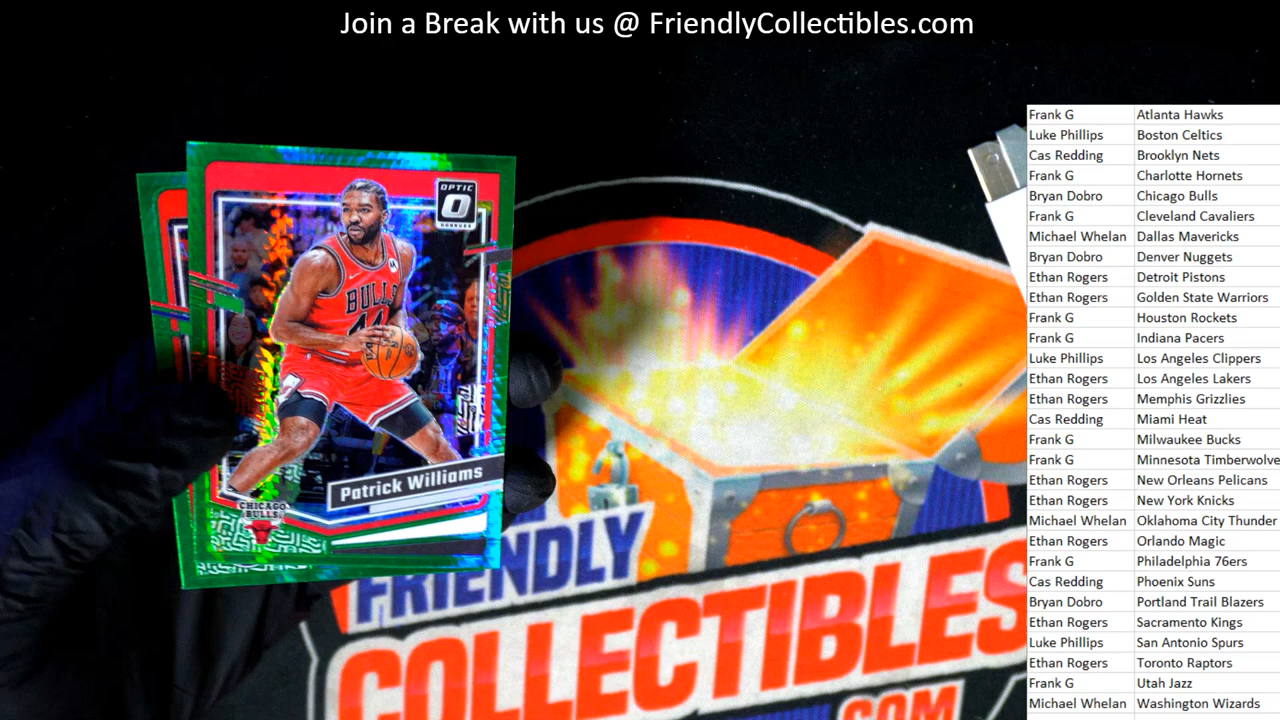 Join a Break with us @ FriendlyCollectibles.com
OPTIC
DONRUSS
BULLS
44
Patrick Williams
CHICAGO
BULLS
FRIENDLY
COLLECTIBLES
.COM
Frank G Atlanta Hawks
Luke Phillips Boston Celtics
Cas Redding Brooklyn Nets
Frank G Charlotte Hornets
Bryan Dobro Chicago Bulls
Frank G Cleveland Cavaliers
Michael Whelan Dallas Mavericks
Bryan Dobro Denver Nuggets
Ethan Rogers Detroit Pistons
Ethan Rogers Golden State Warriors
Frank G Houston Rockets
Frank G Indiana Pacers
Luke Phillips Los Angeles Clippers
Ethan Rogers Los Angeles Lakers
Ethan Rogers Memphis Grizzlies
Cas Redding Miami Heat
Frank G Milwaukee Bucks
Frank G Minnesota Timberwolve
Ethan Rogers New Orleans Pelicans
Ethan Rogers New York Knicks
Michael Whelan Oklahoma City Thunder
Ethan Rogers Orlando Magic
Frank G Philadelphia 76ers
Cas Redding Phoenix Suns
Bryan Dobro Portland Trail Blazers
Ethan Rogers Sacramento Kings
Luke Phillips San Antonio Spurs
Ethan Rogers Toronto Raptors
Frank G Utah Jazz
Michael Whelan Washington Wizards